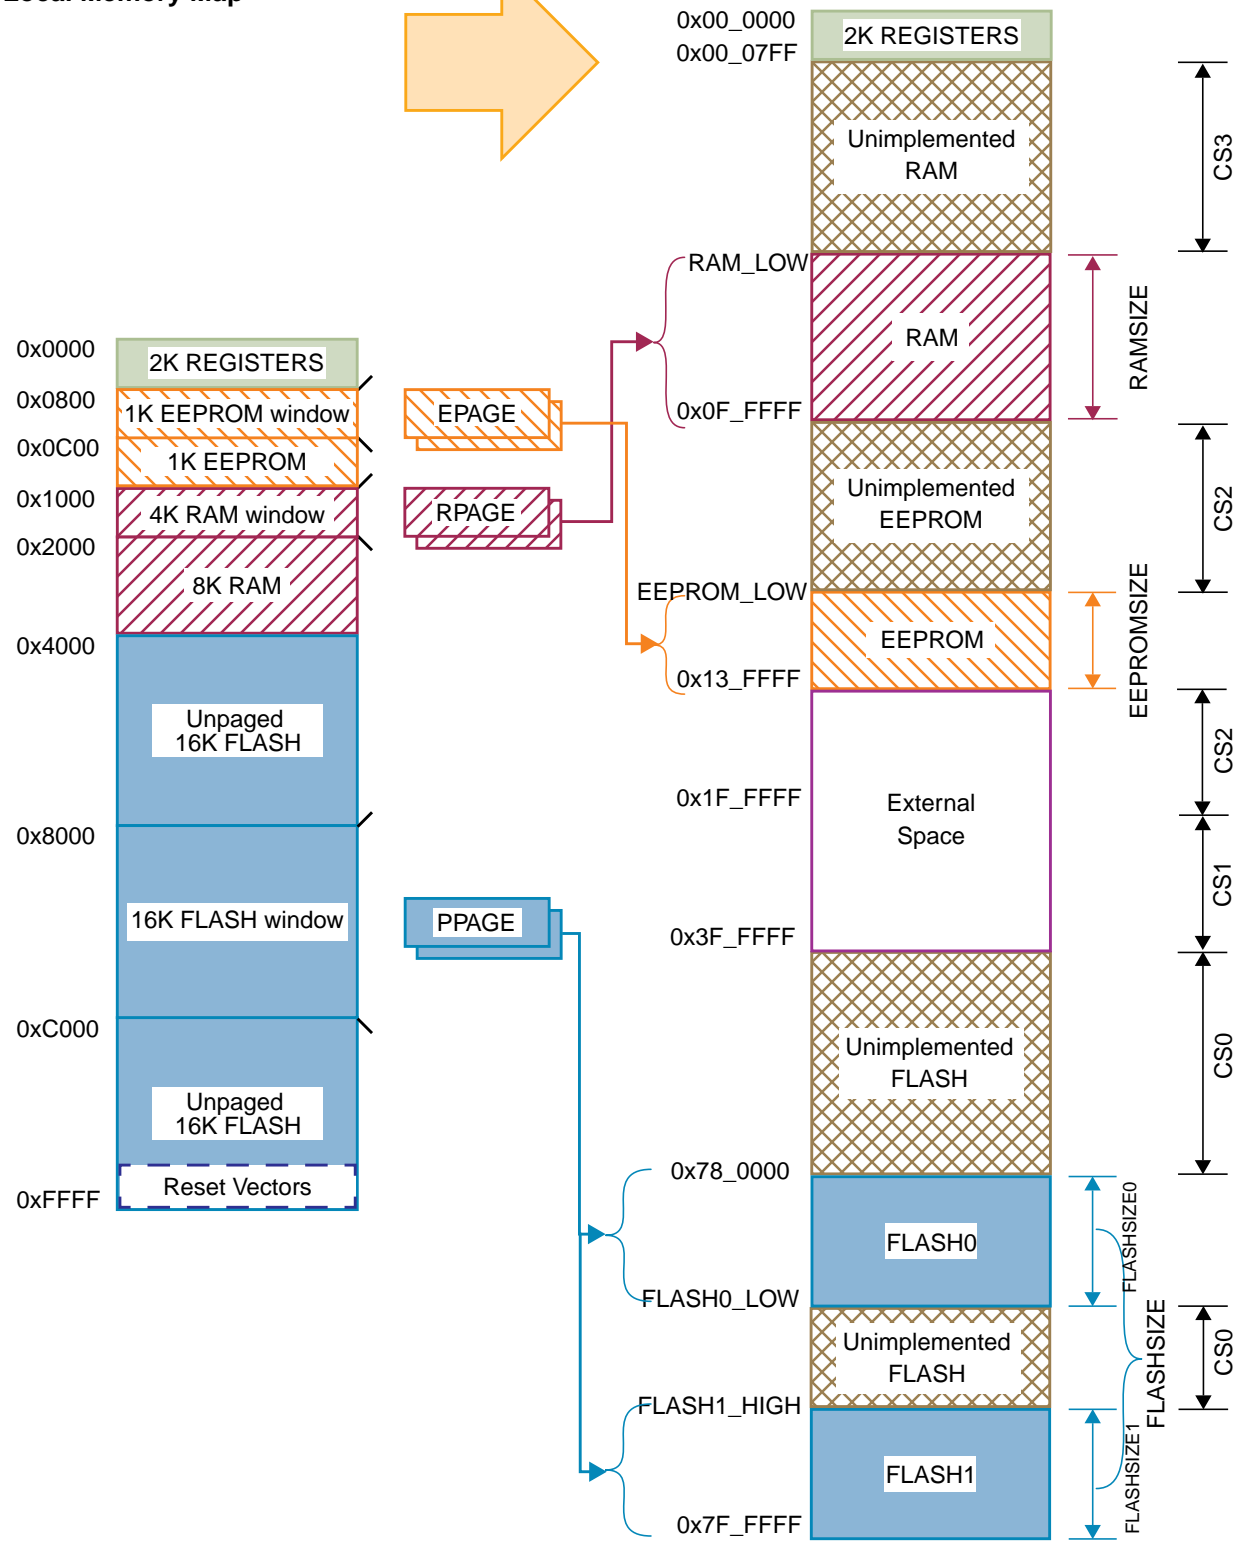 Local Memory Map
0x00_0000
2K REGISTERS
0x00_07FF
Unimplemented
RAM
CS3
RAM_LOW
RAM
RAMSIZE
0x0F_FFFF
Unimplemented
EEPROM
CS2
EEPROM_LOW
EEPROM
EEPROMSIZE
0x13_FFFF
CS2
0x1F_FFFF
External
Space
CS1
0x3F_FFFF
Unimplemented
FLASH
CS0
0x78_0000
FLASH0
FLASHSIZE0
FLASH0_LOW
Unimplemented
FLASH
FLASHSIZE
CS0
FLASH1_HIGH
FLASH1
FLASHSIZE1
0x7F_FFFF
0x0000
2K REGISTERS
0x0800
1K EEPROM window
EPAGE
0x0C00
1K EEPROM
0x1000
4K RAM window
RPAGE
0x2000
8K RAM
0x4000
Unpaged
16K FLASH
0x8000
16K FLASH window
PPAGE
0xC000
Unpaged
16K FLASH
Reset Vectors
0xFFFF